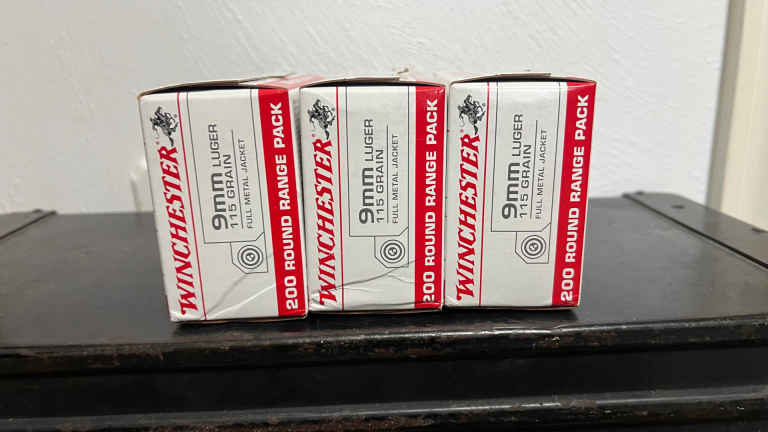 WINCHESTER
9mm LUGER
115 GRAIN
FULL METAL JACKET
200 ROUND RANGE PACK
WINCHESTER
9mm LUGER
115 GRAIN
FULL METAL JACKET
200 ROUND RANGE PACK
WINCHESTER
9mm LUGER
115 GRAIN
FULL METAL JACKET
200 ROUND RANGE PACK